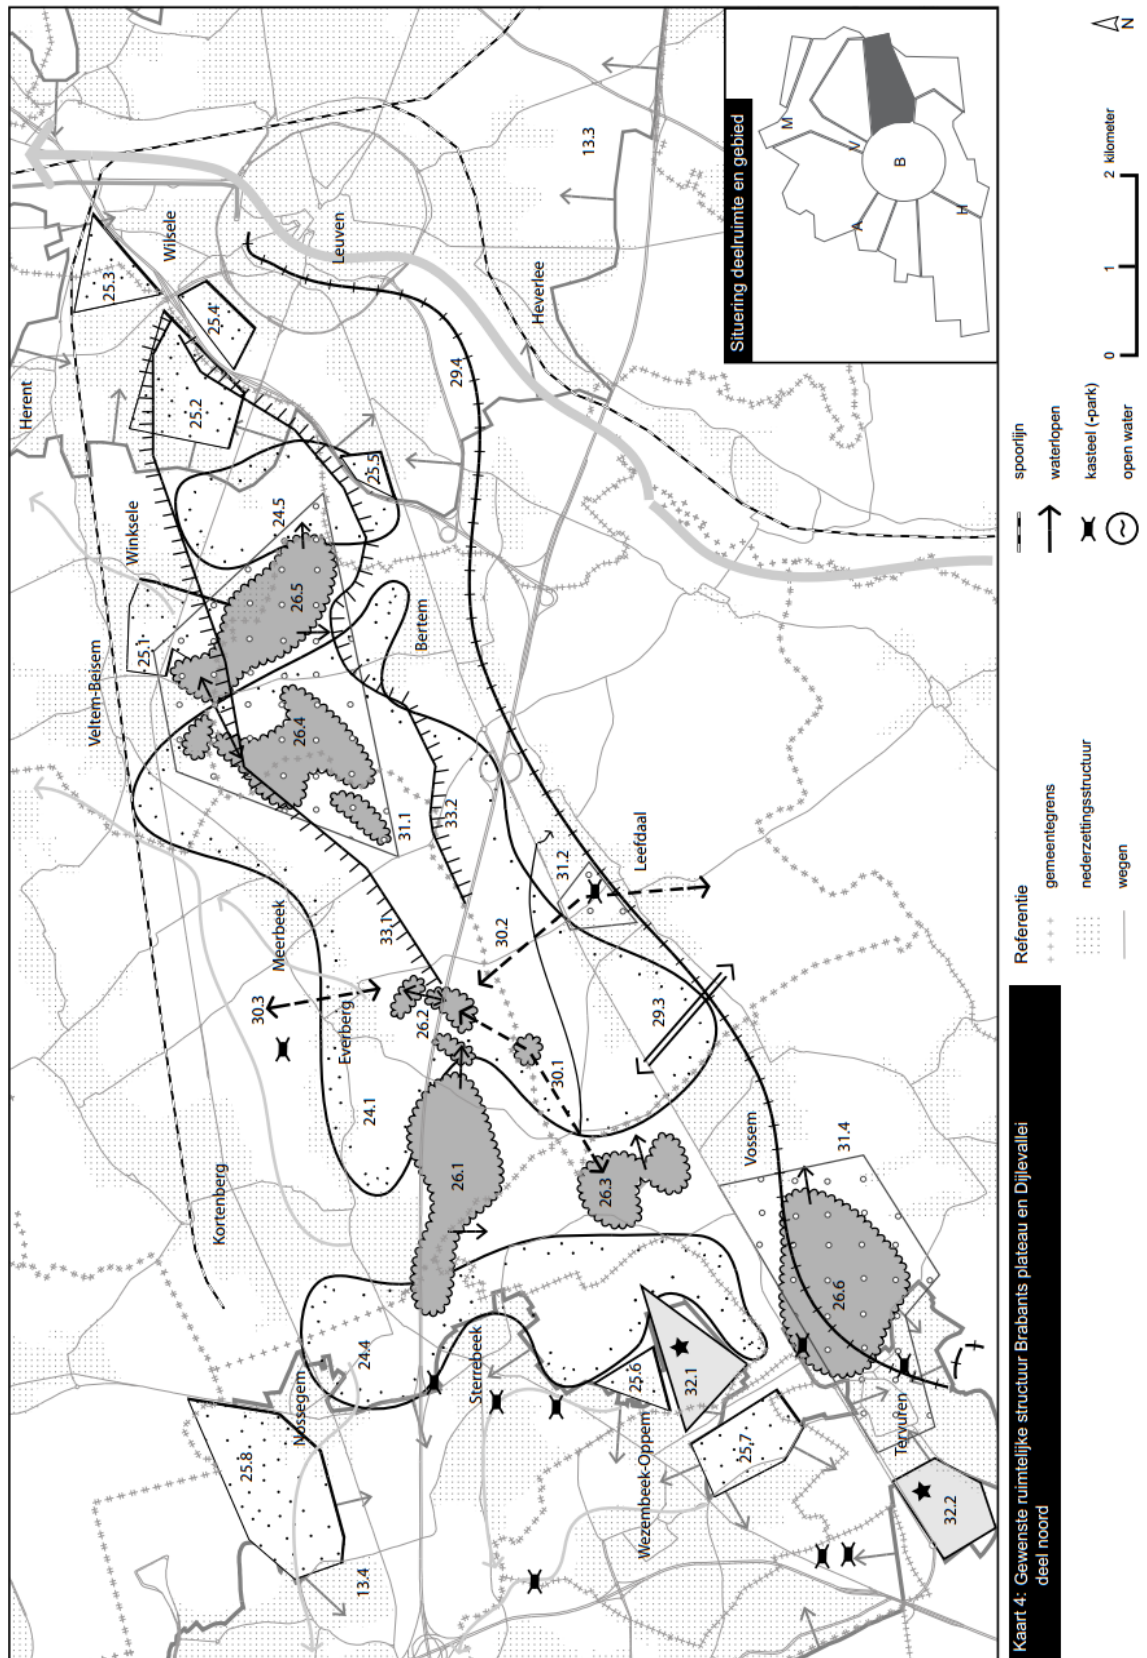 Herent
Wilsele
25.3
25.4
25.2
Leuven
13.3
Heverlee
29.4
Winksele
24.5
25.5
25.1
26.5
Veltem-Beisem
Bertem
26.4
31.1
33.2
31.2
Leefdaal
Meerbeek
33.1
30.2
30.3
Everberg
26.2
29.3
30.1
24.1
Kortenberg
26.1
26.3
Vossem
31.4
24.4
Nossegem
Sterrebeek
25.6
32.1
26.6
25.8
Wezembeek-Oppem
25.7
Tervuren
13.4
32.2
Situering deelruimte en gebied
M
V
B
A
H
Kaart 4: Gewenste ruimtelijke structuur Brabants plateau en Dijlevallei
deel noord
Referentie
gemeentegrens
nederzettingsstructuur
wegen
spoorlijn
waterlopen
kasteel (-park)
open water
0 1 2 kilometer
N